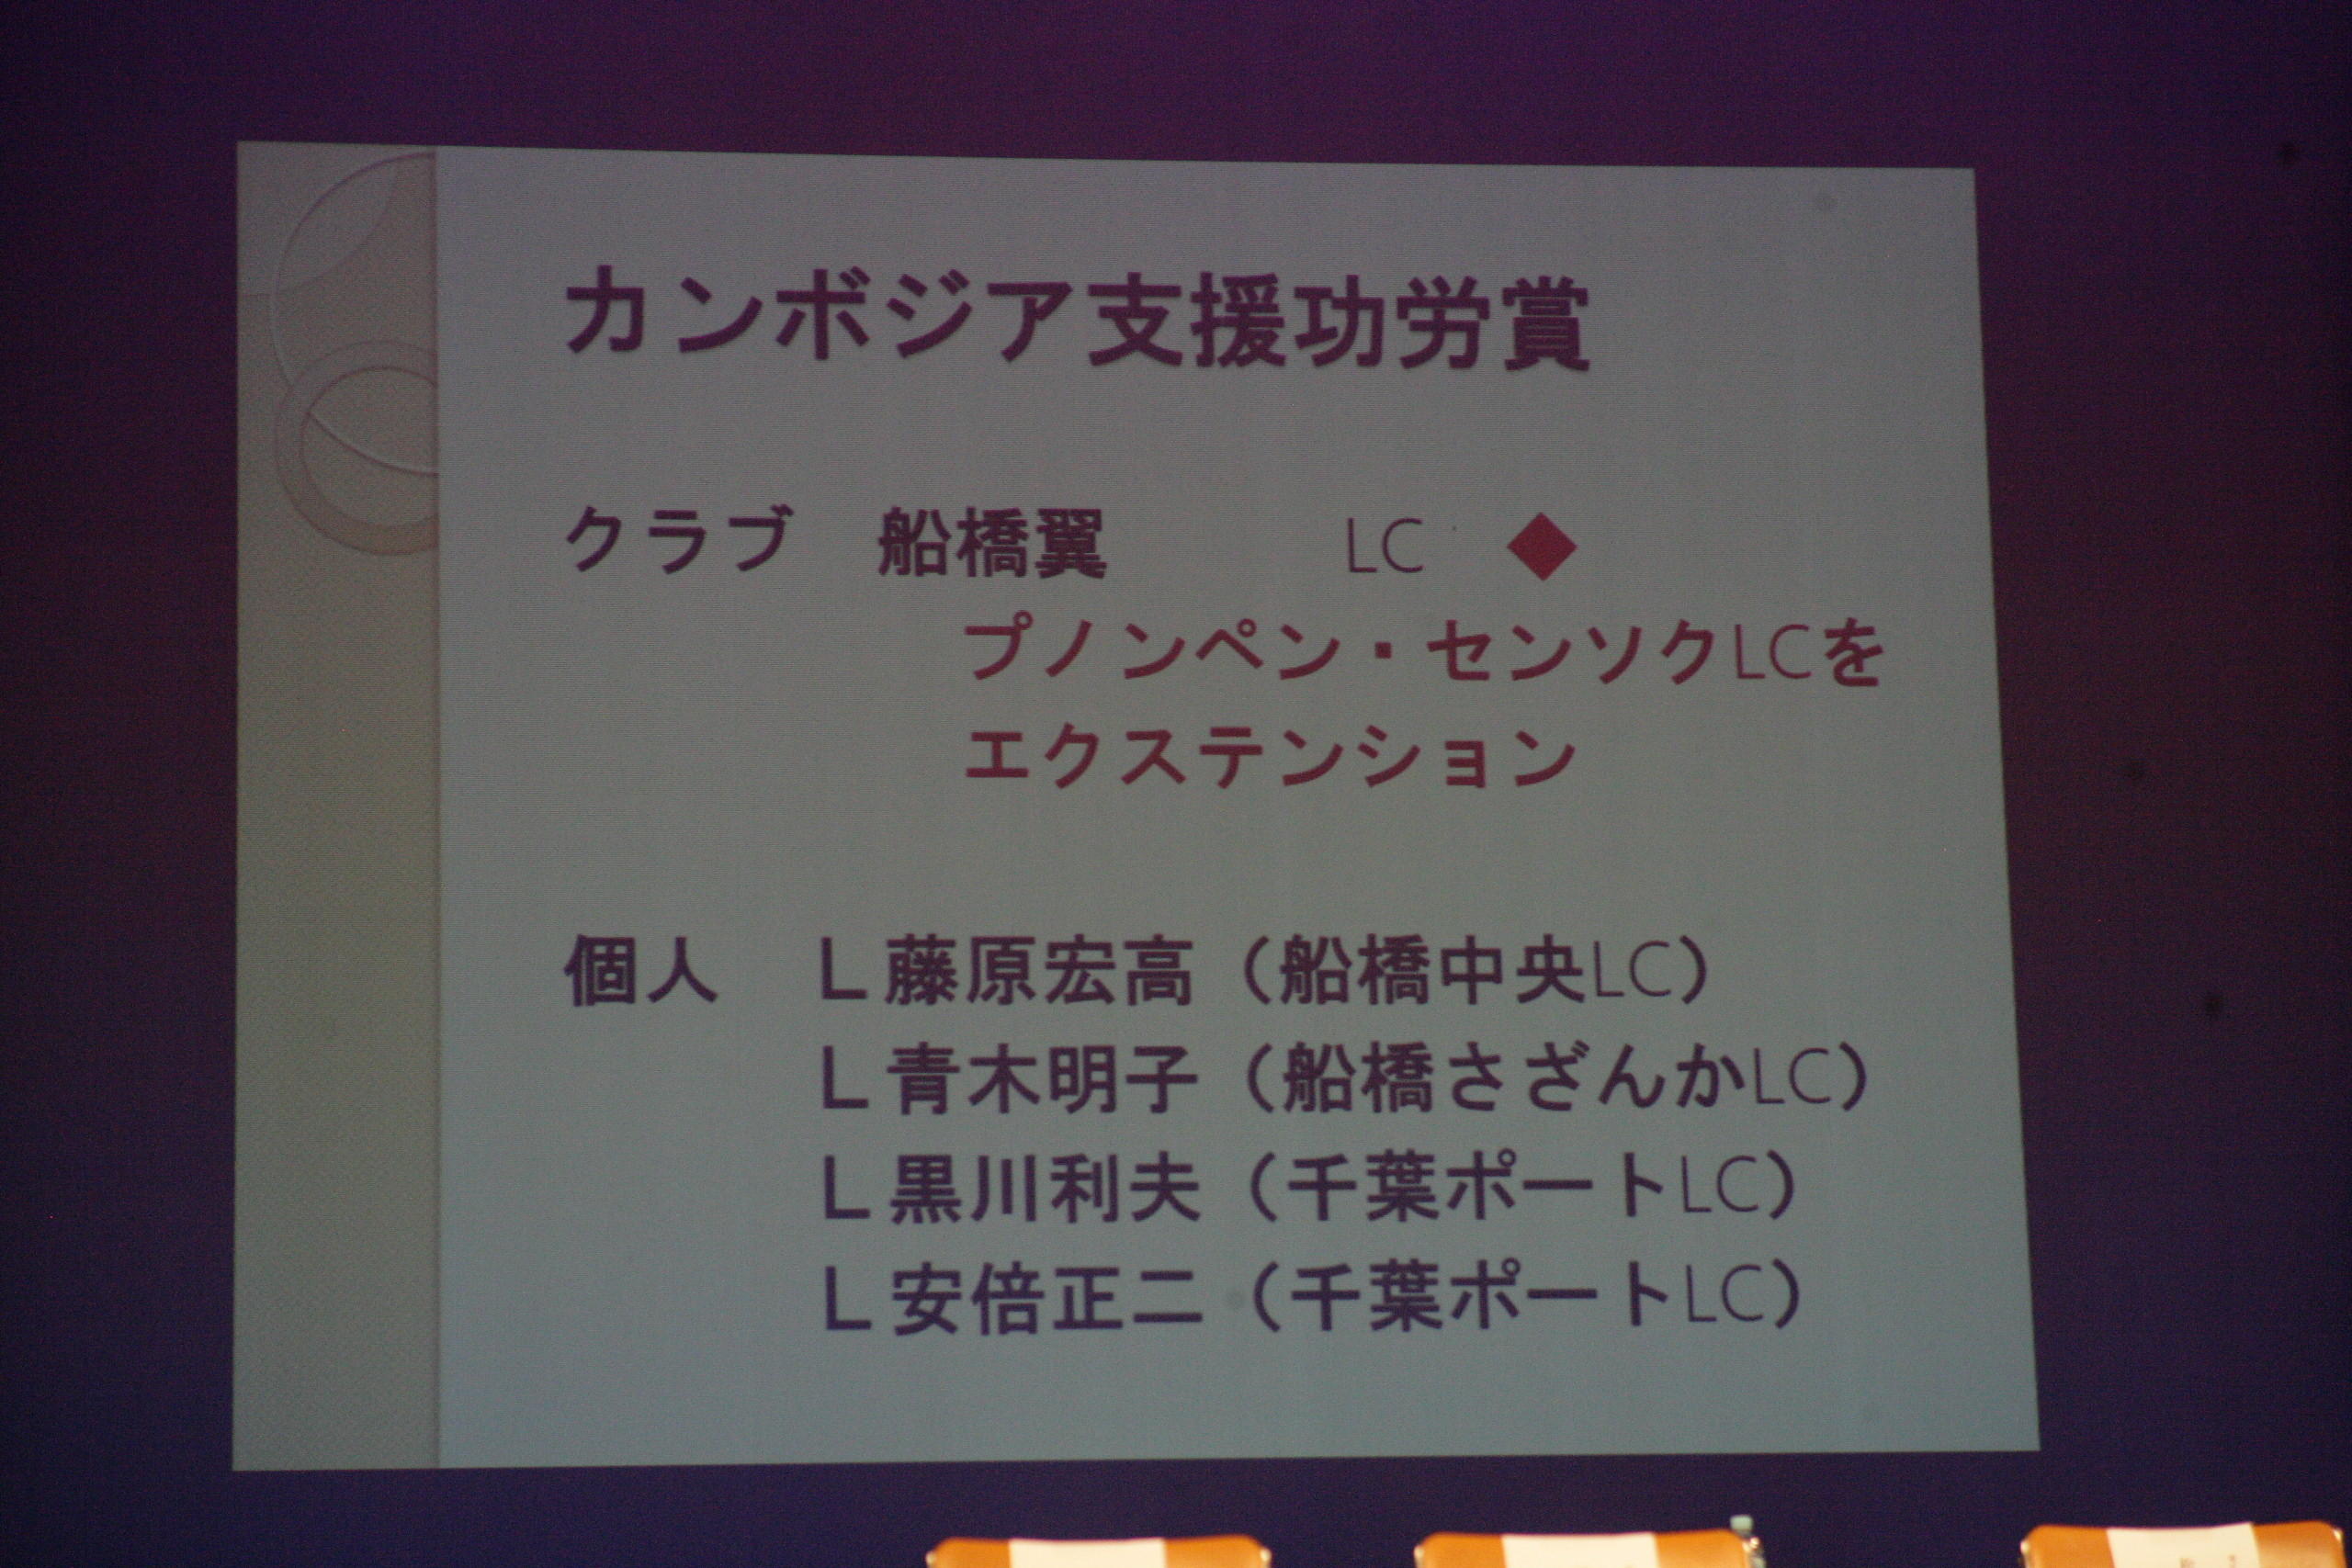 カンボジア支援功労賞
クラブ　船橋翼　　　LC　◆
プノンペン・センソクLCを
エクステンション
個人　L藤原宏高（船橋中央LC）
L青木明子（船橋さざんかLC）
L黒川利夫（千葉ポートLC）
L安倍正二（千葉ポートLC）